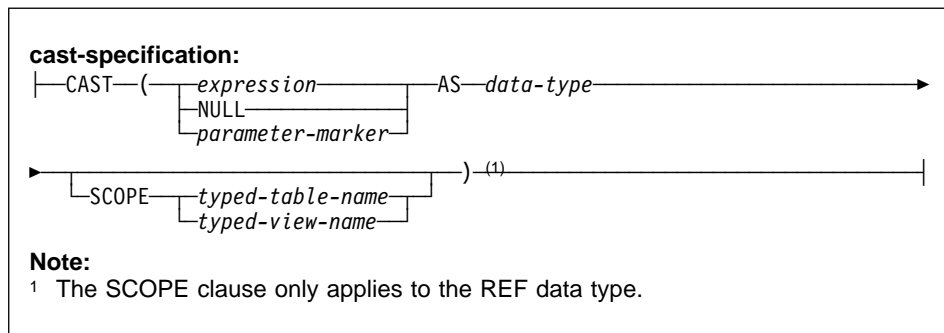 cast-specification:
CAST ( expression AS data-type
NULL
parameter-marker
) (1)
SCOPE typed-table-name
typed-view-name
Note:
1 The SCOPE clause only applies to the REF data type.